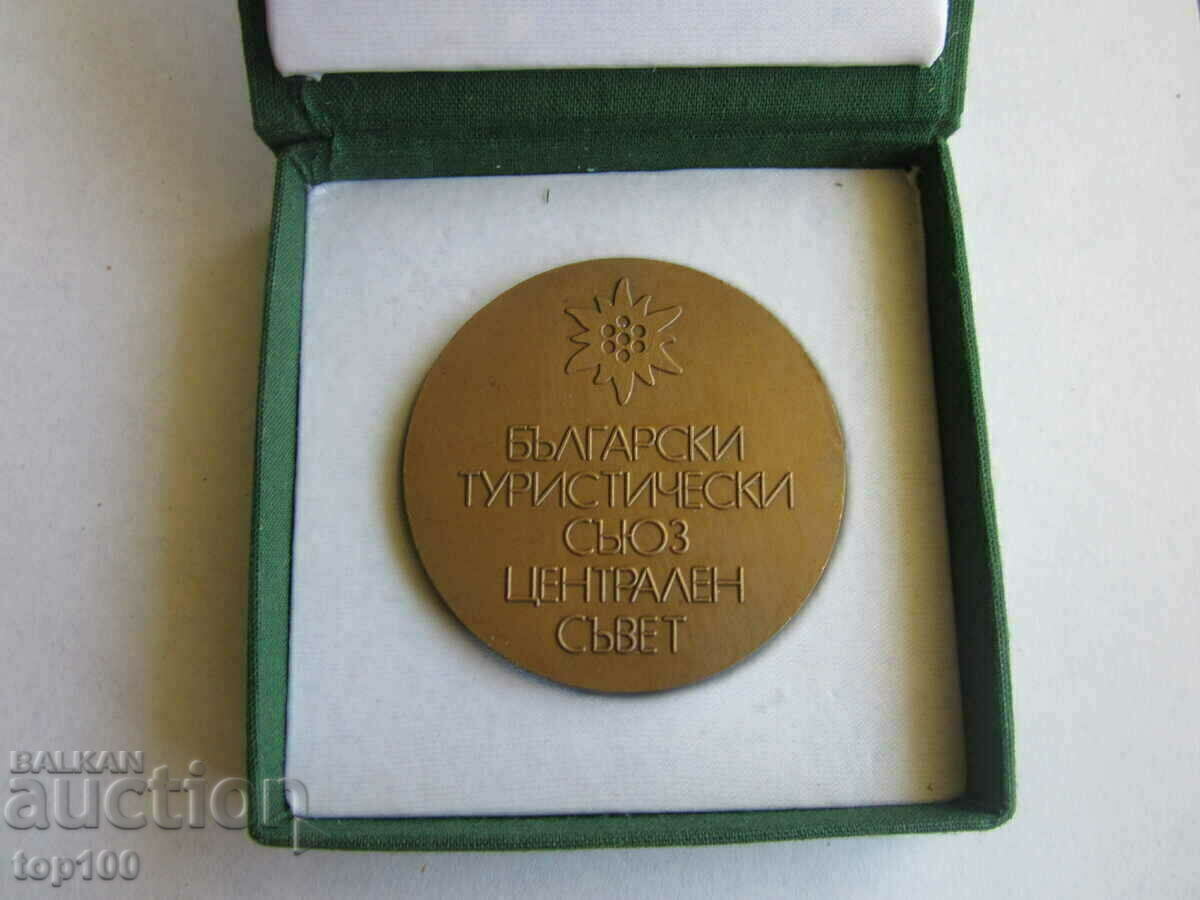 БЪЛГАРСКИ
ТУРИСТИЧЕСКИ
СЪЮЗ
ЦЕНТРАЛЕН
СЪВЕТ
BALKAN
auction
top100